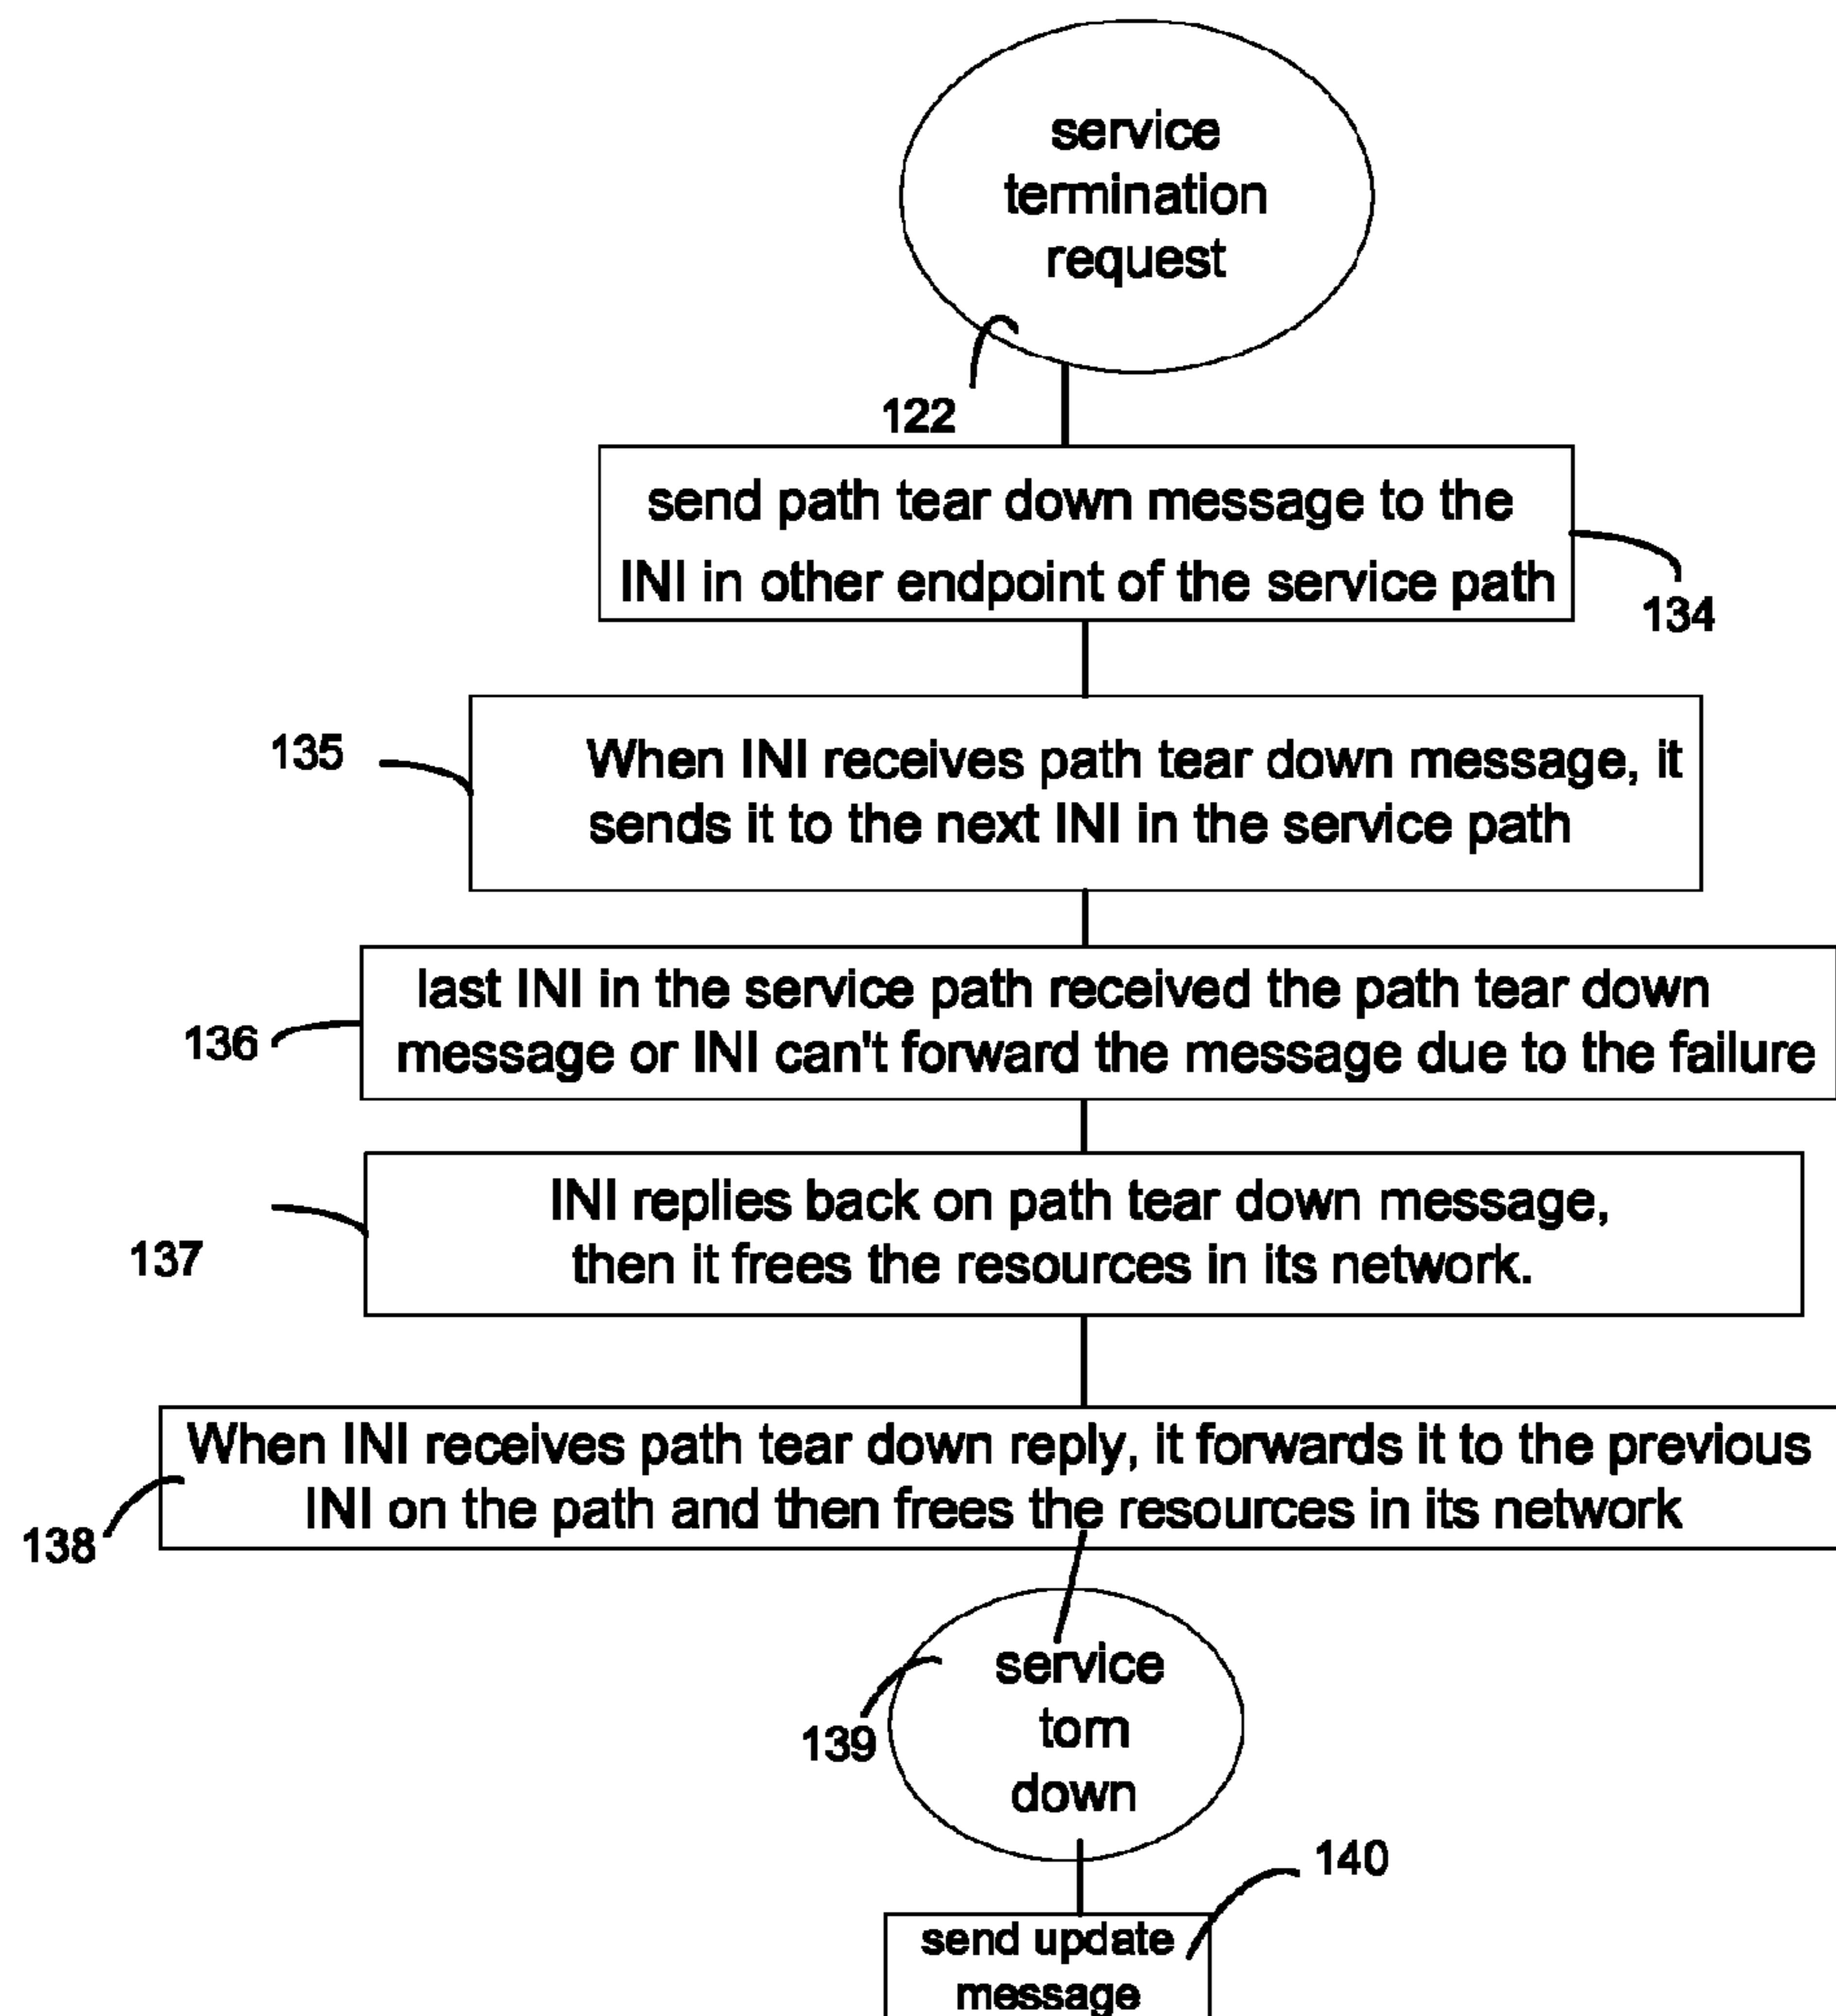 service
termination
request
122
send path tear down message to the
INI in other endpoint of the service path
134
135
When INI receives path tear down message, it
sends it to the next INI in the service path
last INI in the service path received the path tear down
message or INI can't forward the message due to the failure
136
INI replies back on path tear down message,
then it frees the resources in its network.
137
When INI receives path tear down reply, it forwards it to the previous
INI on the path and then frees the resources in its network
138
service
torn
down
139
140
send update
message